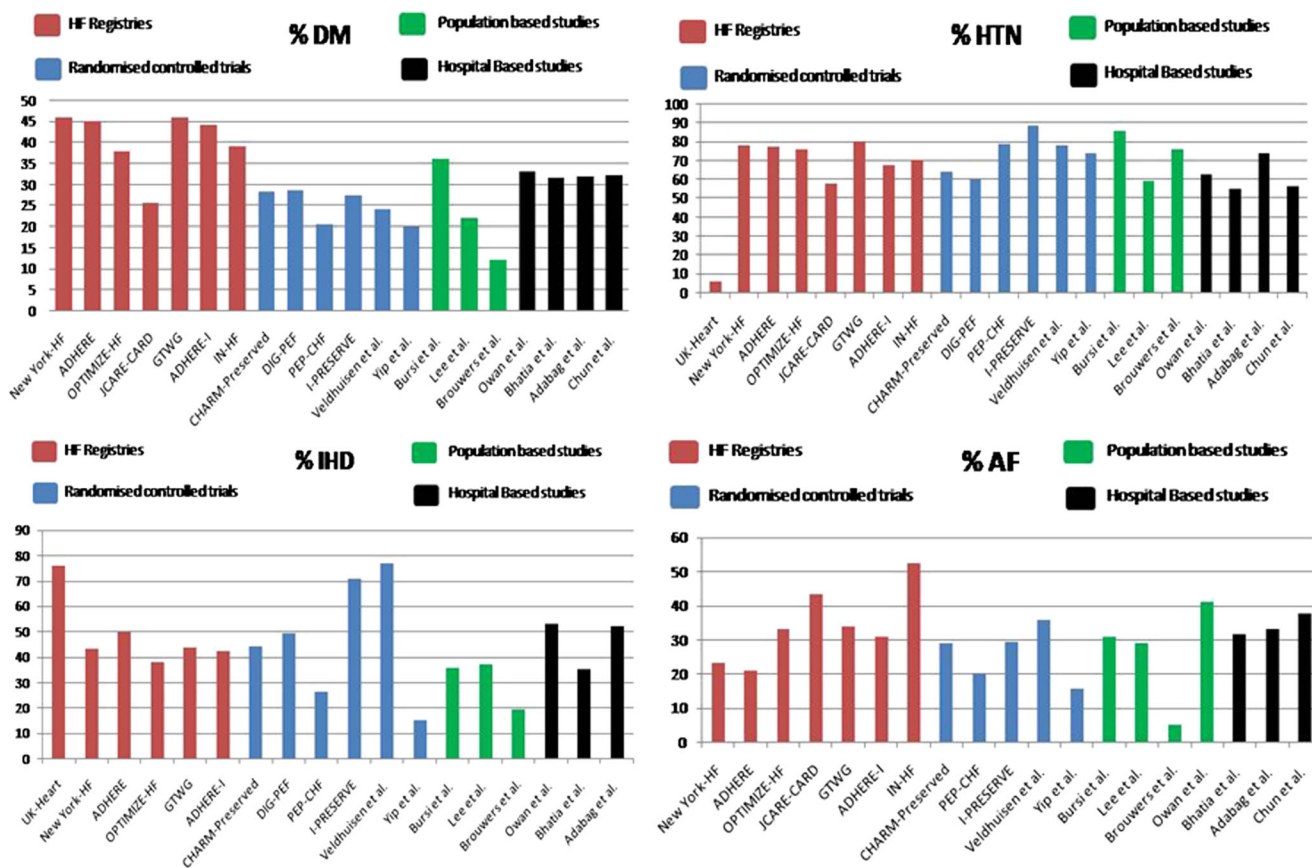 HF Registries
% DM
Population based studies
Randomised controlled trials
Hospital Based studies
50
45
40
35
30
25
20
15
10
5
0
New York-HF
ADHERE
OPTIMIZE-HF
JCARE-CARD
GTWG
ADHERE-I
IN-HF
CHARM-Preserved
DIG-PEF
PEP-CHF
I-PRESERVE
Veldhuisen et al.
Yip et al.
Bursi et al.
Lee et al.
Brouwers et al.
Owan et al.
Bhatia et al.
Adabag et al.
Chun et al.
HF Registries
% HTN
Population based studies
Randomised controlled trials
Hospital Based studies
100
90
80
70
60
50
40
30
20
10
0
UK-Heart
New York-HF
ADHERE
OPTIMIZE-HF
JCARE-CARD
GTWG
ADHERE-I
IN-HF
CHARM-Preserved
DIG-PEF
PEP-CHF
I-PRESERVE
Veldhuisen et al.
Yip et al.
Bursi et al.
Lee et al.
Brouwers et al.
Owan et al.
Bhatia et al.
Adabag et al.
Chun et al.
HF Registries
% IHD
Population based studies
Randomised controlled trials
Hospital Based studies
90
80
70
60
50
40
30
20
10
0
UK-Heart
New York-HF
ADHERE
OPTIMIZE-HF
GTWG
ADHERE-I
CHARM-Preserved
DIG-PEF
PEP-CHF
I-PRESERVE
Veldhuisen et al.
Yip et al.
Bursi et al.
Lee et al.
Brouwers et al.
Owan et al.
Bhatia et al.
Adabag et al.
HF Registries
% AF
Population based studies
Randomised controlled trials
Hospital Based studies
60
50
40
30
20
10
0
New York-HF
ADHERE
OPTIMIZE-HF
JCARE-CARD
GTWG
ADHERE-I
IN-HF
CHARM-Preserved
PEP-CHF
I-PRESERVE
Veldhuisen et al.
Yip et al.
Bursi et al.
Lee et al.
Brouwers et al.
Owan et al.
Bhatia et al.
Adabag et al.
Chun et al.